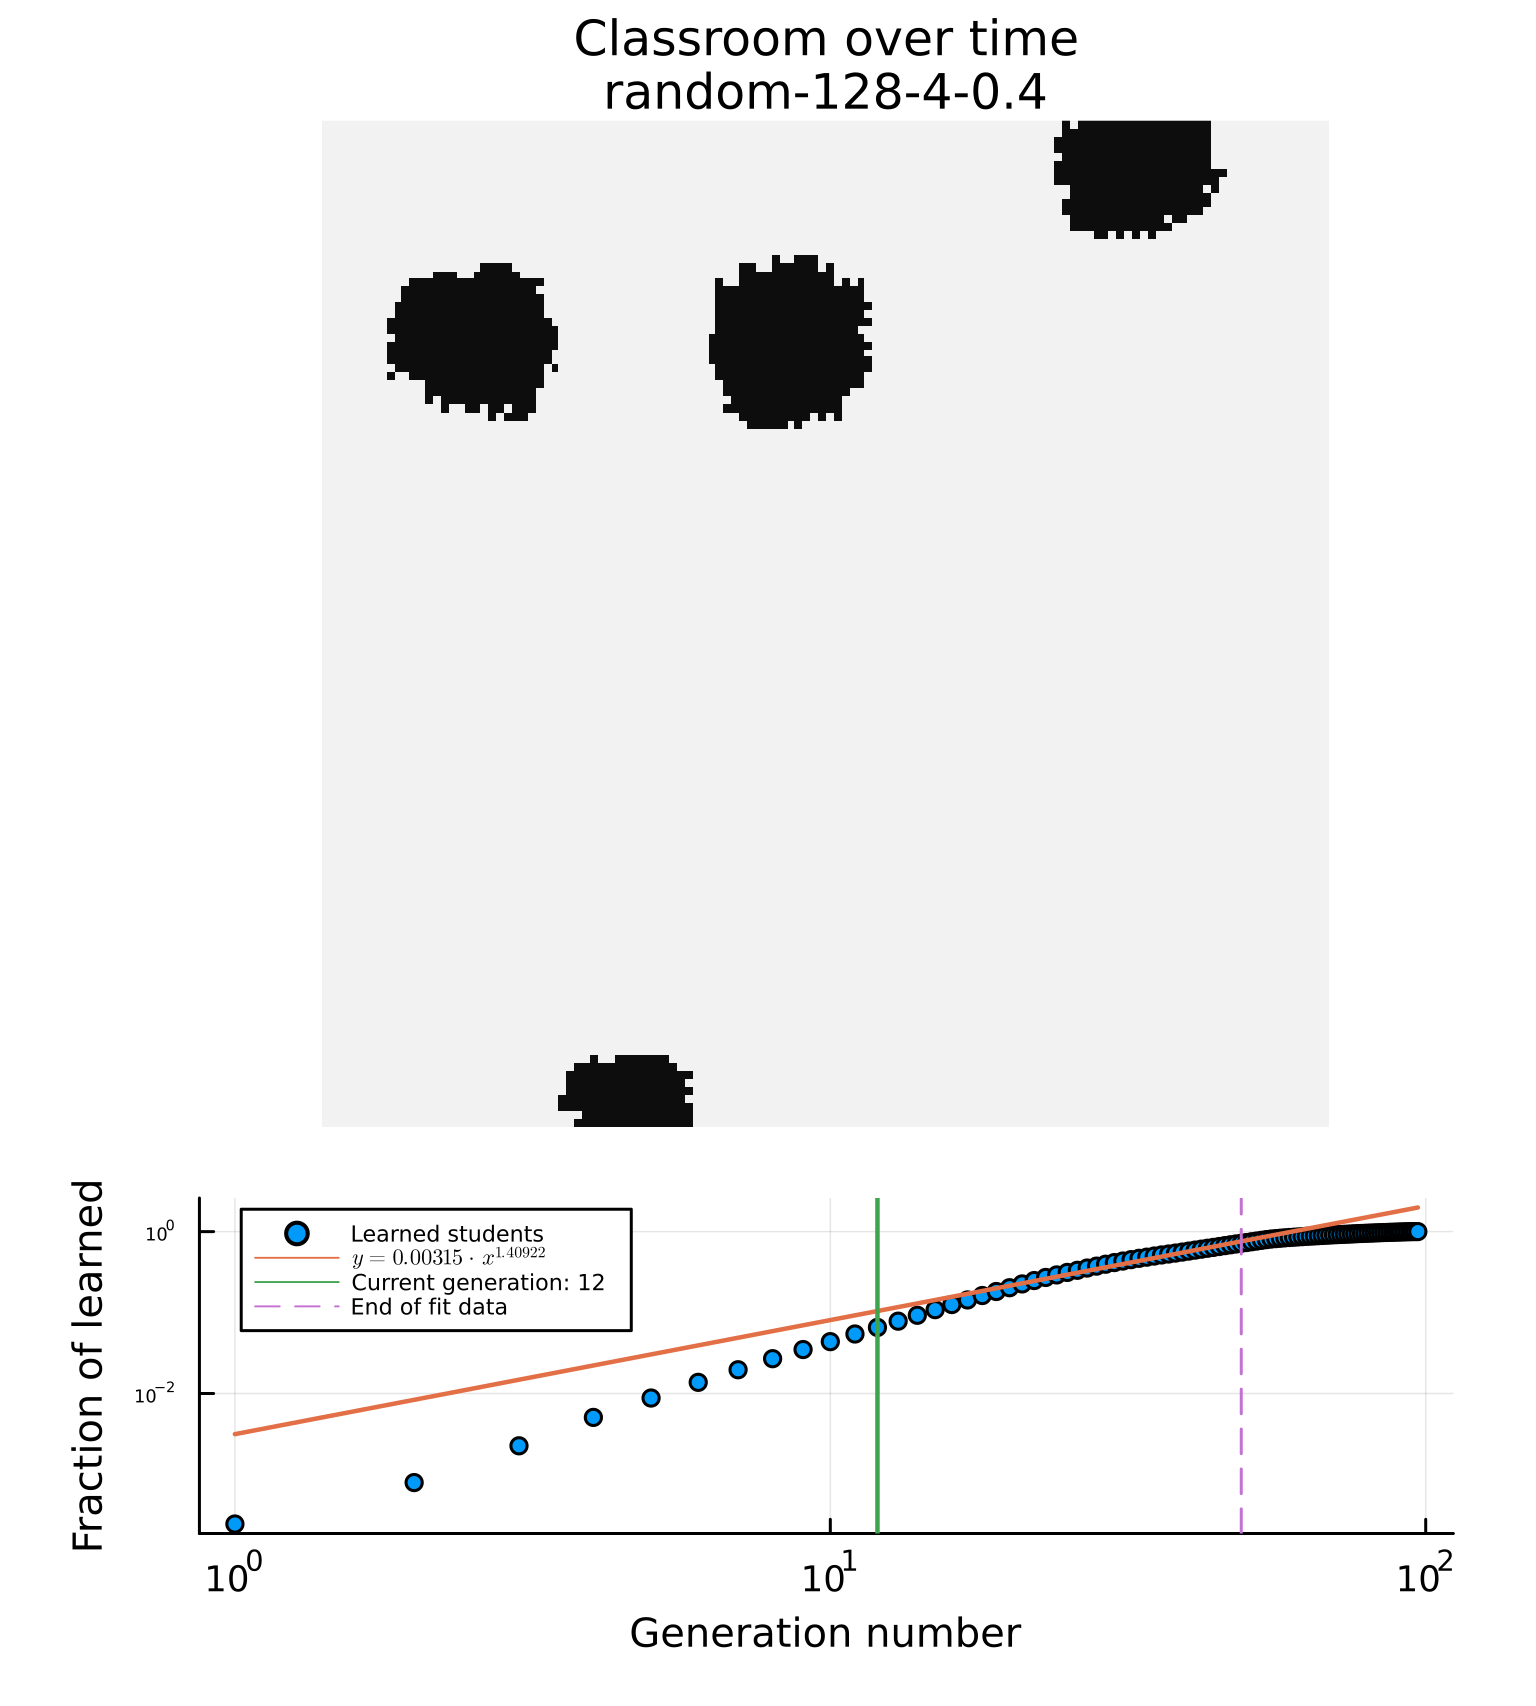 Classroom over time
random-128-4-0.4
Fraction of learned
10^0
10^-2
Learned students
y = 0.00315 · x^1.40922
Current generation: 12
End of fit data
10^0 10^1 10^2
Generation number